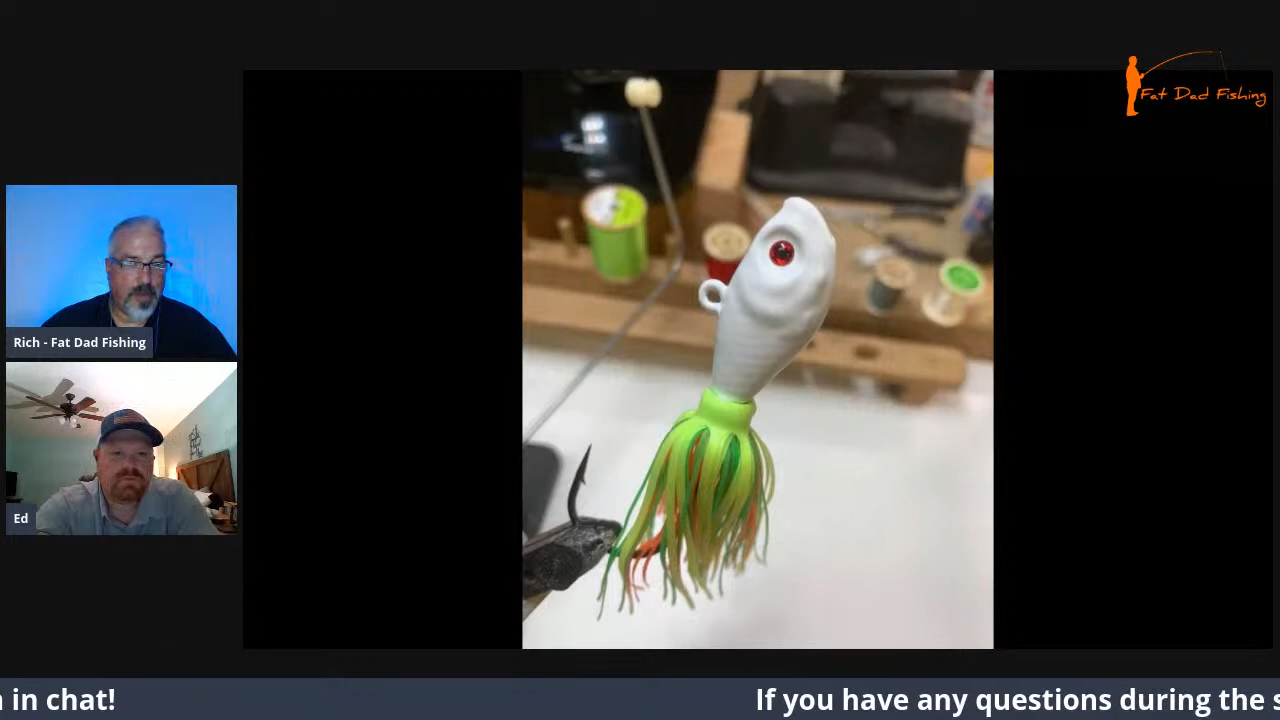 Fat Dad Fishing
Rich - Fat Dad Fishing
Ed
in chat!
If you have any questions during the